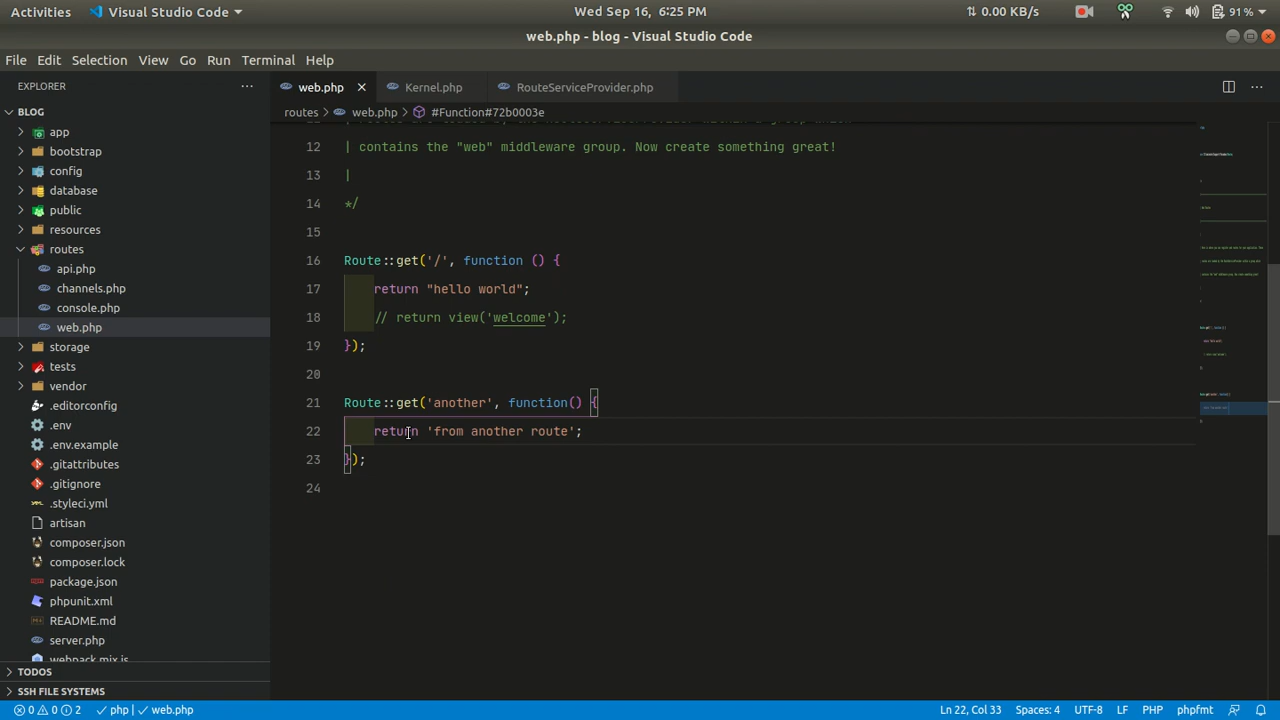 Activities Visual Studio Code Wed Sep 16, 6:25 PM 0.00 KB/s 91%
web.php - blog - Visual Studio Code
File Edit Selection View Go Run Terminal Help
EXPLORER
web.php Kernel.php RouteServiceProvider.php
routes > web.php > #Function#72b0003e
BLOG
app
bootstrap
config
database
public
resources
routes
api.php
channels.php
console.php
web.php
storage
tests
vendor
.editorconfig
.env
.env.example
.gitattributes
.gitignore
.styleci.yml
artisan
composer.json
composer.lock
package.json
phpunit.xml
README.md
server.php
webpack.mix.js
TODOS
SSH FILE SYSTEMS
12 | contains the "web" middleware group. Now create something great!
13 |
14 */
15
16 Route::get('/', function () {
17 return "hello world";
18 // return view('welcome');
19 });
20
21 Route::get('another', function() {
22 return 'from another route';
23 });
24
0 0 2 php | web.php Ln 22, Col 33 Spaces: 4 UTF-8 LF PHP phpfmt